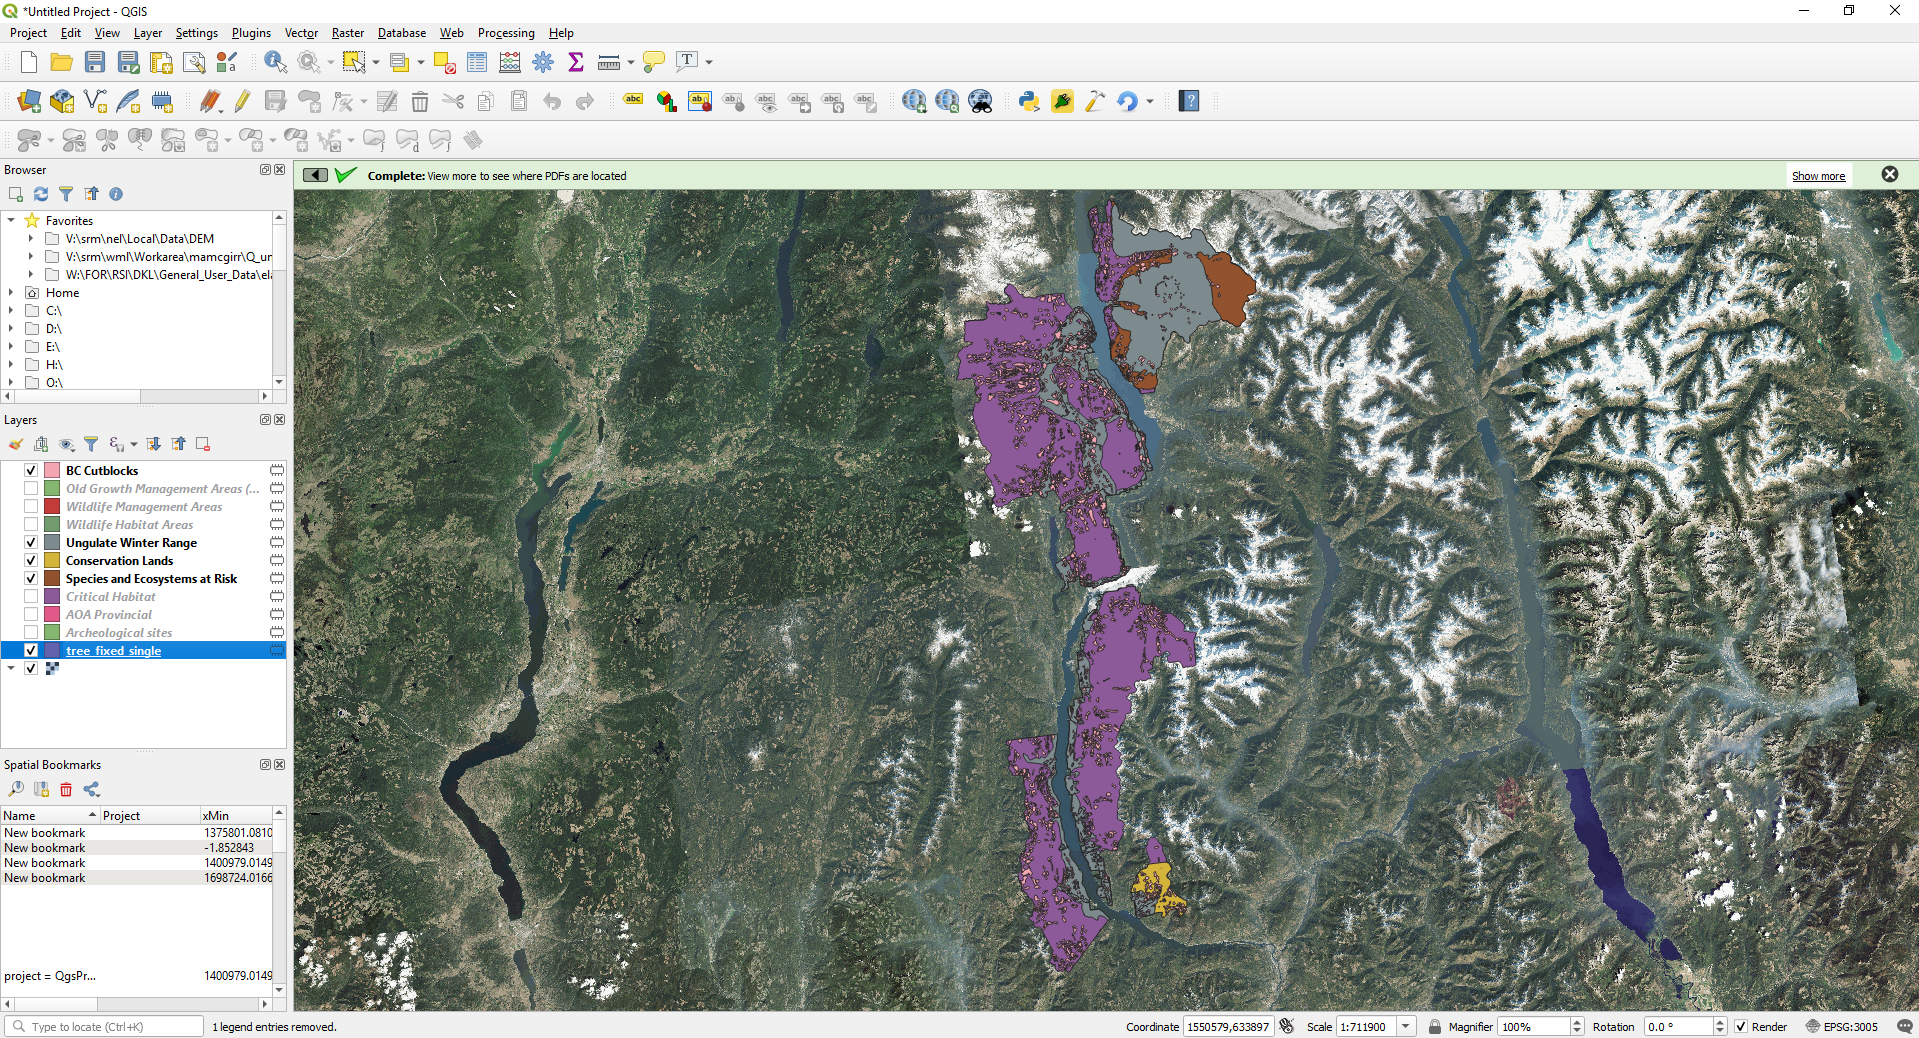 *Untitled Project - QGIS
Project Edit View Layer Settings Plugins Vector Raster Database Web Processing Help
Browser
Favorites
V:\srm\nel\Local\Data\DEM
V:\srm\wml\Workarea\mamcgirr\Q_un
W:\FOR\RSI\DKL\General_User_Data\ela
Home
C:\
D:\
E:\
H:\
O:\
Complete: View more to see where PDFs are located
Show more
Layers
BC Cutblocks
Old Growth Management Areas (...
Wildlife Management Areas
Wildlife Habitat Areas
Ungulate Winter Range
Conservation Lands
Species and Ecosystems at Risk
Critical Habitat
AOA Provincial
Archeological sites
tree_fixed_single
Spatial Bookmarks
Name Project xMin
New bookmark 1375801.0810
New bookmark -1.852843
New bookmark 1400979.0149
New bookmark 1698724.0166
project = QgsPr... 1400979.0149
Type to locate (Ctrl+K) 1 legend entries removed. Coordinate 1550579,633897 Scale 1:711900 Magnifier 100% Rotation 0.0 ° Render EPSG:3005